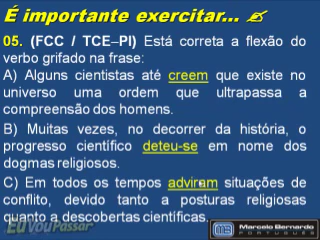 É importante exercitar... ✍
05. (FCC / TCE–PI) Está correta a flexão do
verbo grifado na frase:
A) Alguns cientistas até creem que existe no
universo uma ordem que ultrapassa a
compreensão dos homens.
B) Muitas vezes, no decorrer da história, o
progresso científico deteu-se em nome dos
dogmas religiosos.
C) Em todos os tempos adviram situações de
conflito, devido tanto a posturas religiosas
quanto a descobertas científicas.
EU VOU Passar
MB Marcelo Bernardo
PORTUGUÊS